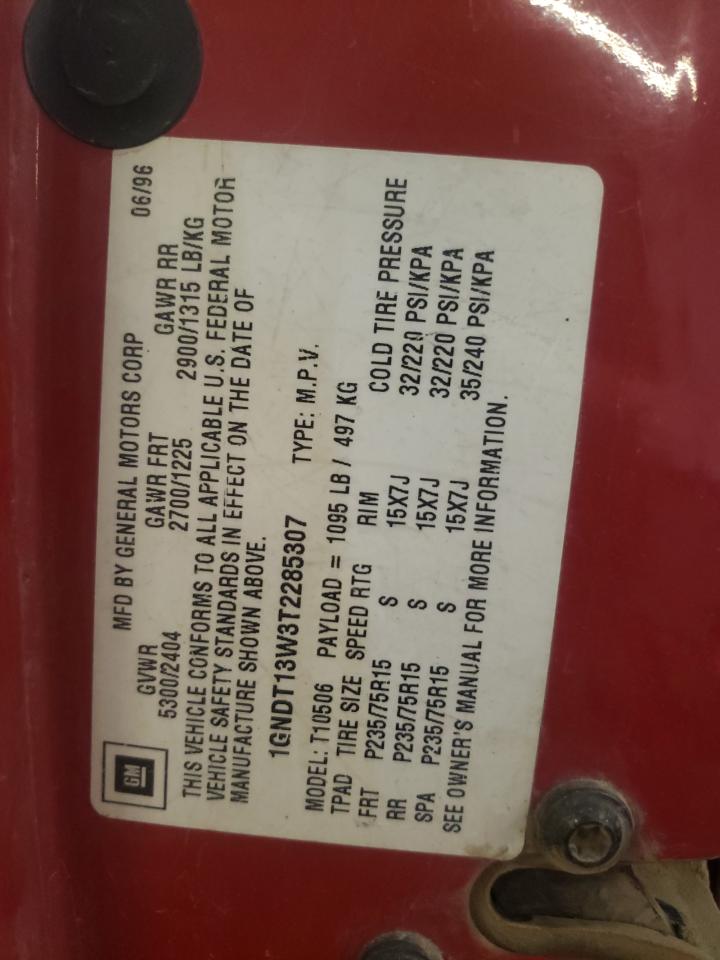 GM
MFD BY GENERAL MOTORS CORP 06/96
GVWR GAWR FRT GAWR RR
5300/2404 2700/1225 2900/1315 LB/KG
THIS VEHICLE CONFORMS TO ALL APPLICABLE U.S. FEDERAL MOTOR
VEHICLE SAFETY STANDARDS IN EFFECT ON THE DATE OF
MANUFACTURE SHOWN ABOVE.
1GNDT13W3T2285307 TYPE: M.P.V.
MODEL: T10506 PAYLOAD = 1095 LB / 497 KG
TPAD TIRE SIZE SPEED RTG RIM COLD TIRE PRESSURE
FRT P235/75R15 S 15X7J 32/220 PSI/KPA
RR P235/75R15 S 15X7J 32/220 PSI/KPA
SPA P235/75R15 S 15X7J 35/240 PSI/KPA
SEE OWNER'S MANUAL FOR MORE INFORMATION.